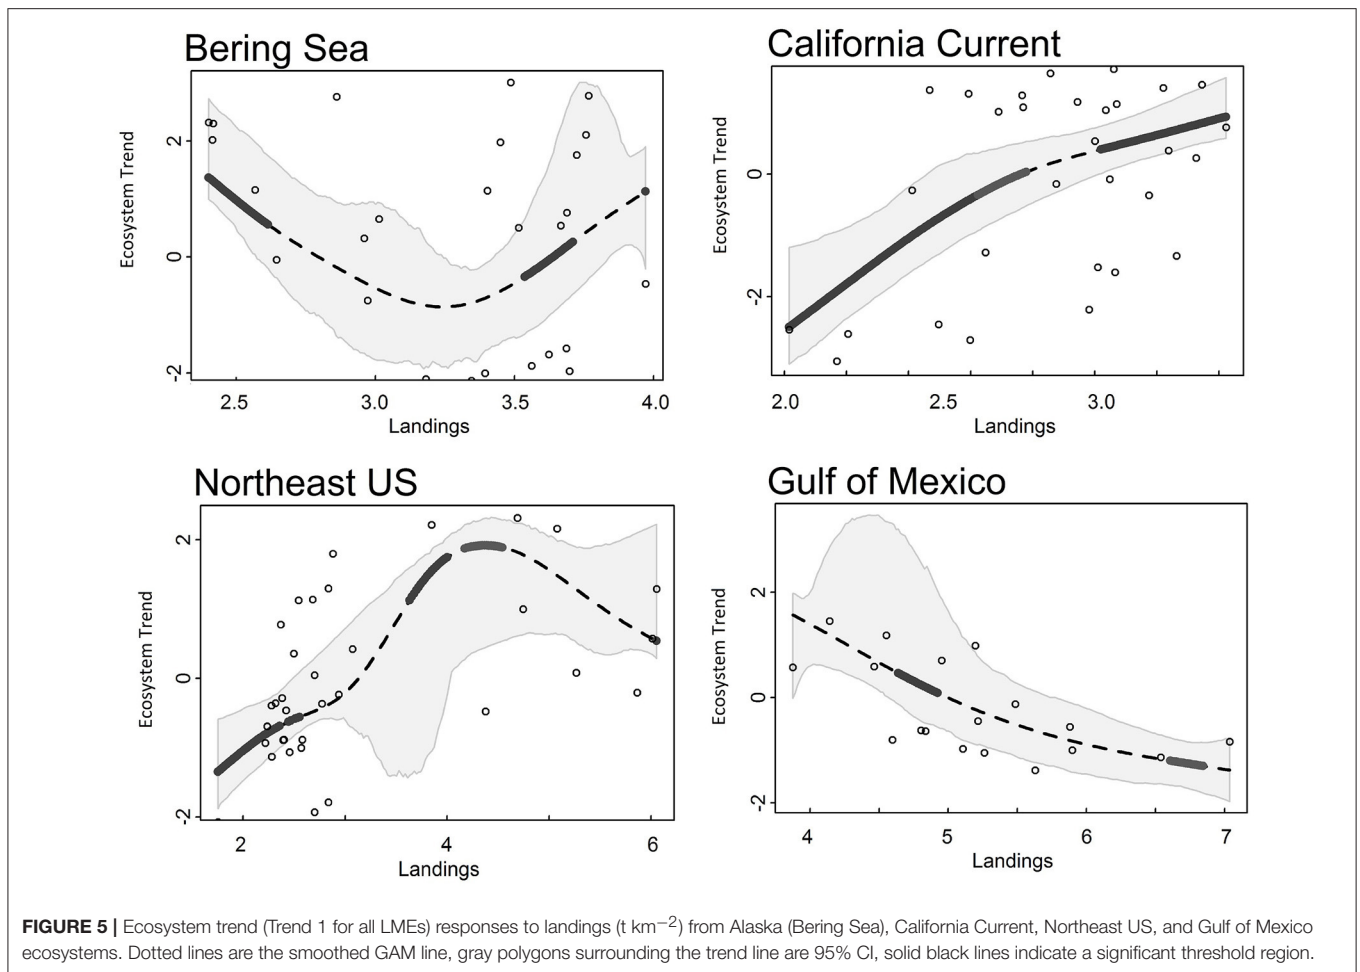 Bering Sea
Ecosystem Trend
2
0
-2
2.5 3.0 3.5 4.0
Landings
California Current
Ecosystem Trend
0
-2
2.0 2.5 3.0
Landings
Northeast US
Ecosystem Trend
2
0
-2
2 4 6
Landings
Gulf of Mexico
Ecosystem Trend
2
0
-2
4 5 6 7
Landings
FIGURE 5 | Ecosystem trend (Trend 1 for all LMEs) responses to landings (t km−2) from Alaska (Bering Sea), California Current, Northeast US, and Gulf of Mexico
ecosystems. Dotted lines are the smoothed GAM line, gray polygons surrounding the trend line are 95% CI, solid black lines indicate a significant threshold region.